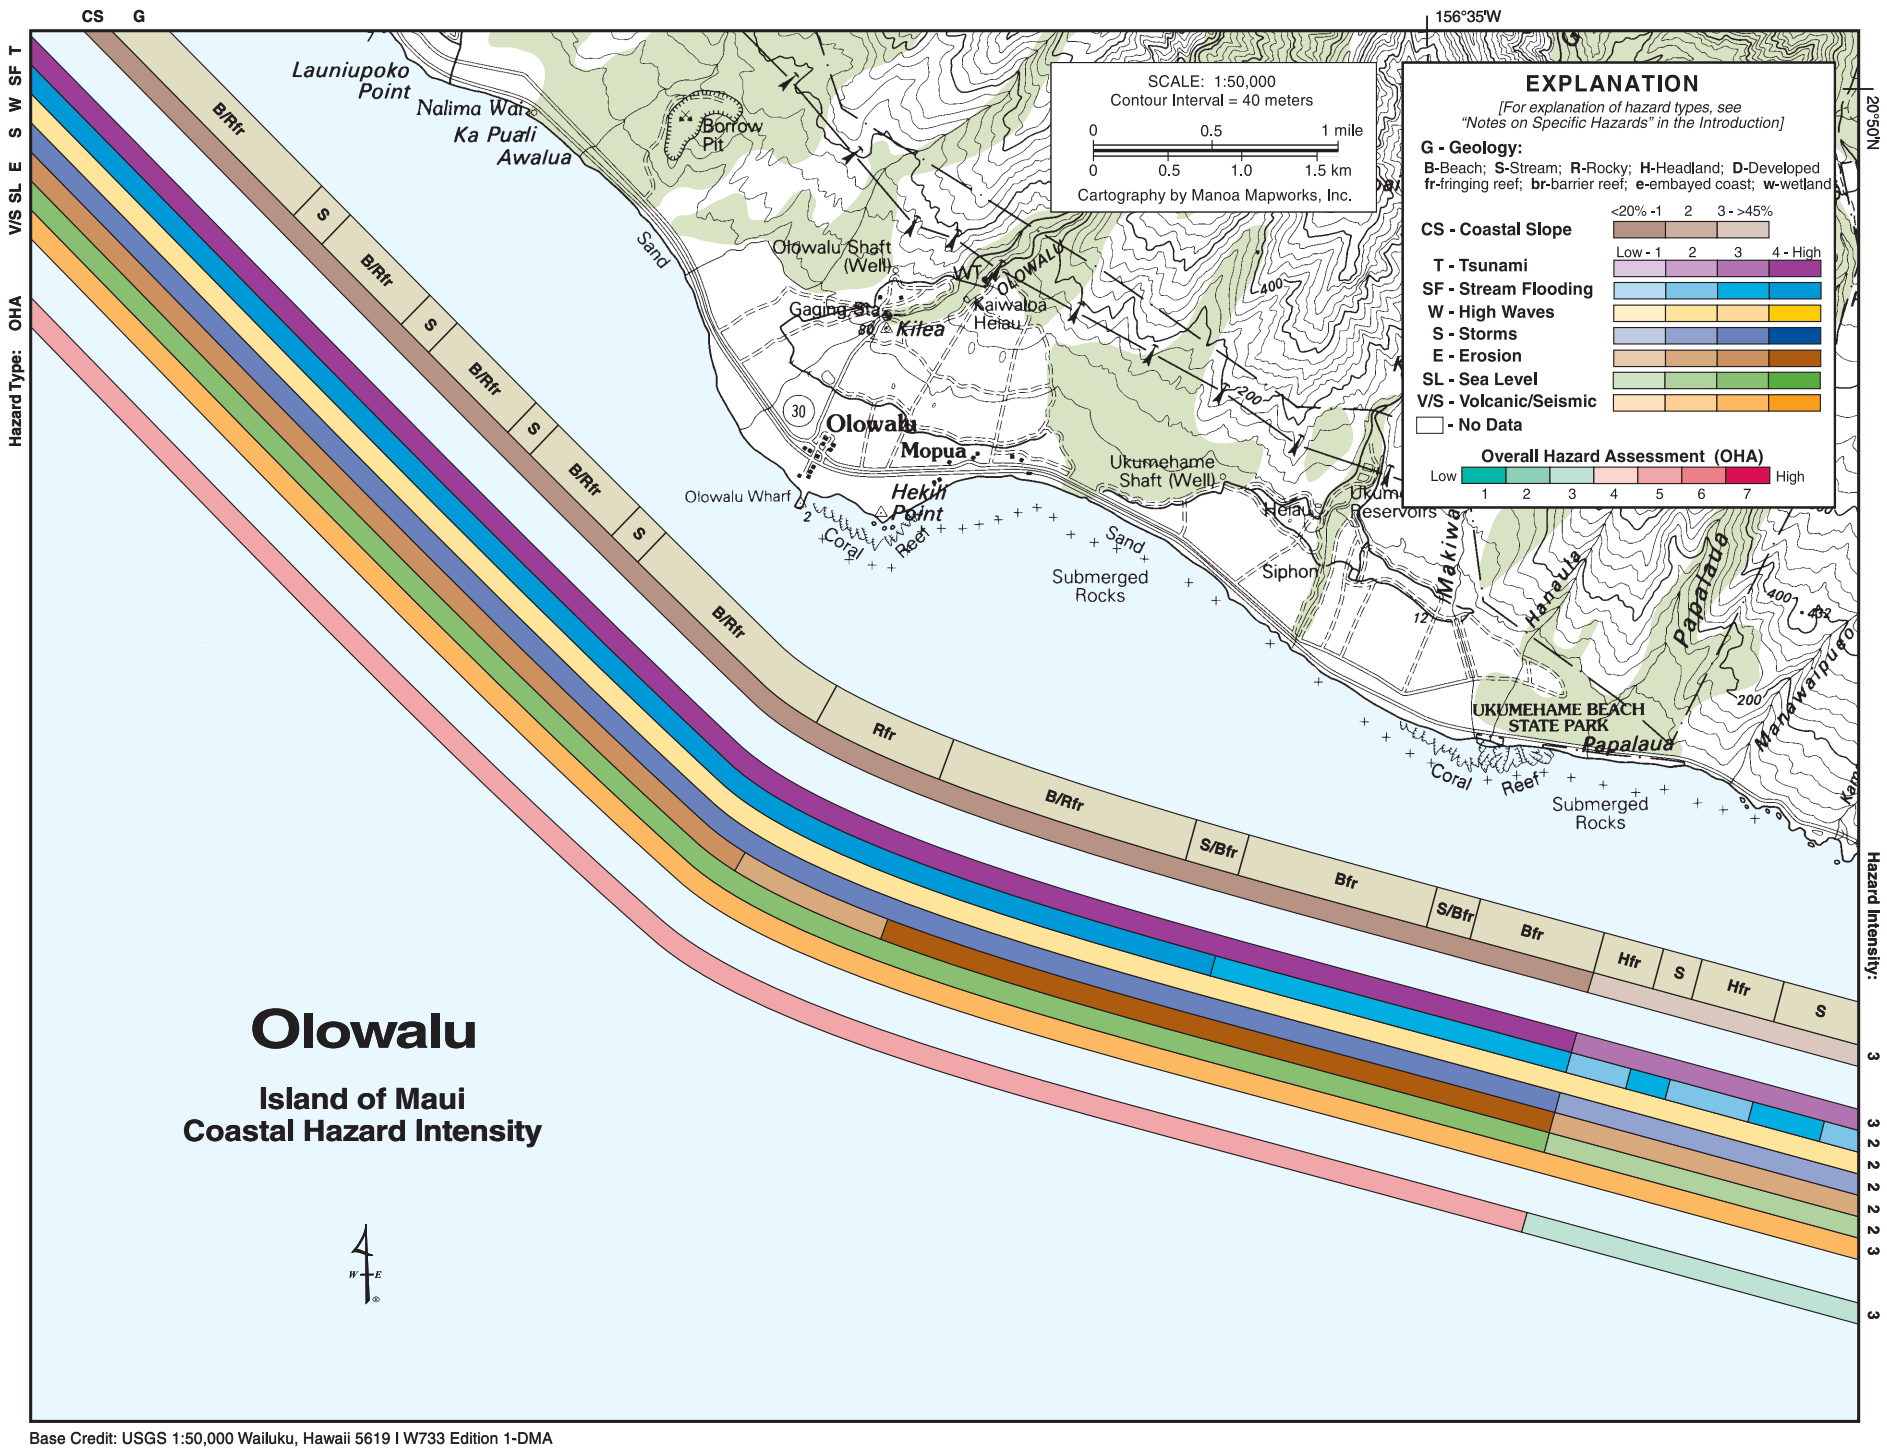 CS G
156°35'W
20°50'N
T
SF
W
S
E
SL
V/S
OHA
Hazard Type:
Launiupoko
Point
Nalima Wai
Ka Puali
Awalua
Borrow
Pit
Sand
Olowalu Shaft
(Well)
WT
OLOWALU
Gaging Sta
80
Kilea
Kaiwaloa
Heiau
400
200
30
Olowalu
Mopua
Olowalu Wharf
2
Hekili
Point
Coral
Reef
Ukumehame
Shaft (Well)
Sand
Submerged
Rocks
Heiau
Reservoirs
Siphon
12
Makiwa
Hanaula
Papalaua
400
432
200
Manawaipueo
UKUMEHAME BEACH
STATE PARK
Papalaua
Coral
Reef
Submerged
Rocks
SCALE: 1:50,000
Contour Interval = 40 meters
0 0.5 1 mile
0 0.5 1.0 1.5 km
Cartography by Manoa Mapworks, Inc.
EXPLANATION
[For explanation of hazard types, see
"Notes on Specific Hazards" in the Introduction]
G - Geology:
B-Beach; S-Stream; R-Rocky; H-Headland; D-Developed
fr-fringing reef; br-barrier reef; e-embayed coast; w-wetland
<20% -1 2 3 - >45%
CS - Coastal Slope
Low - 1 2 3 4 - High
T - Tsunami
SF - Stream Flooding
W - High Waves
S - Storms
E - Erosion
SL - Sea Level
V/S - Volcanic/Seismic
- No Data
Overall Hazard Assessment (OHA)
Low High
1 2 3 4 5 6 7
B/Rfr
S
B/Rfr
S
B/Rfr
S
B/Rfr
S
B/Rfr
Rfr
B/Rfr
S/Bfr
Bfr
S/Bfr
Bfr
Hfr
S
Hfr
S
Hazard Intensity:
3
3
2
2
2
2
2
3
3
Olowalu
Island of Maui
Coastal Hazard Intensity
W E
Base Credit: USGS 1:50,000 Wailuku, Hawaii 5619 I W733 Edition 1-DMA